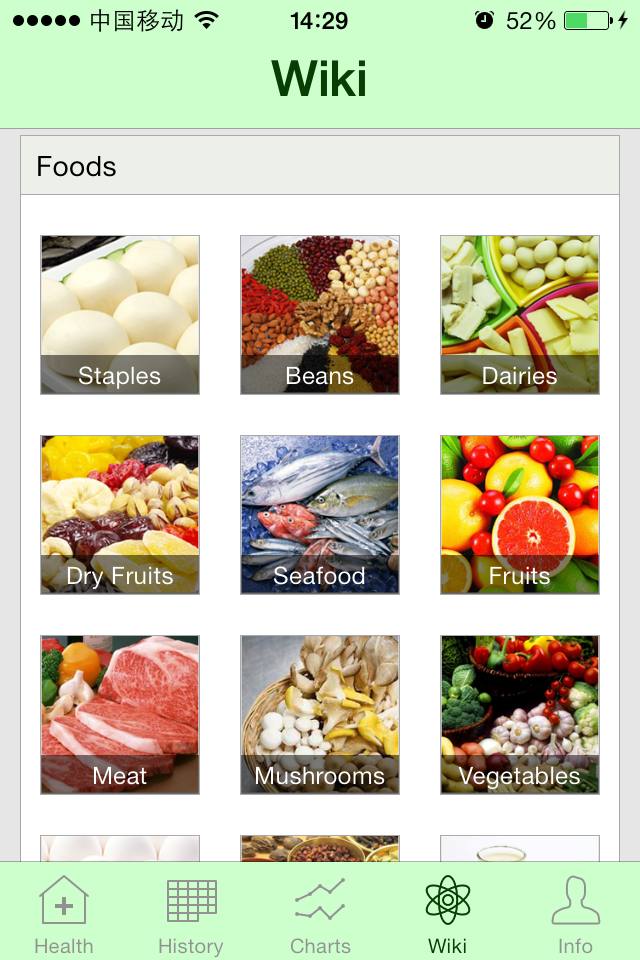 中国移动 14:29 52%
Wiki
Foods
Staples Beans Dairies
Dry Fruits Seafood Fruits
Meat Mushrooms Vegetables
Health History Charts Wiki Info